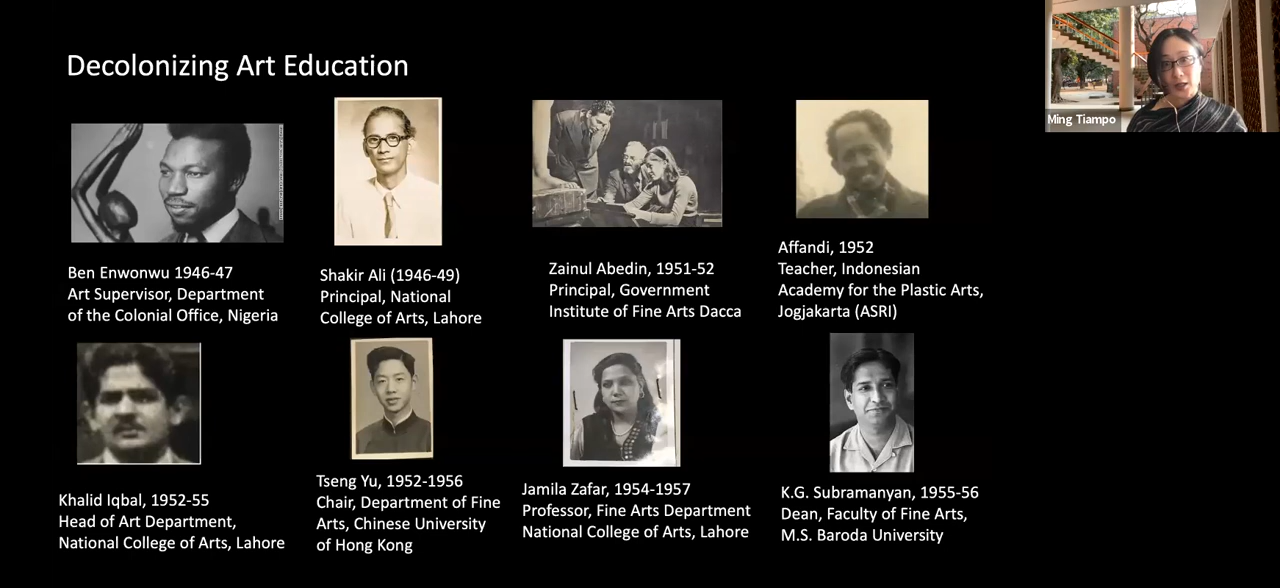 Decolonizing Art Education
Ming Tiampo
Ben Enwonwu 1946-47
Art Supervisor, Department
of the Colonial Office, Nigeria
Shakir Ali (1946-49)
Principal, National
College of Arts, Lahore
Zainul Abedin, 1951-52
Principal, Government
Institute of Fine Arts Dacca
Affandi, 1952
Teacher, Indonesian
Academy for the Plastic Arts,
Jogjakarta (ASRI)
Khalid Iqbal, 1952-55
Head of Art Department,
National College of Arts, Lahore
Tseng Yu, 1952-1956
Chair, Department of Fine
Arts, Chinese University
of Hong Kong
Jamila Zafar, 1954-1957
Professor, Fine Arts Department
National College of Arts, Lahore
K.G. Subramanyan, 1955-56
Dean, Faculty of Fine Arts,
M.S. Baroda University